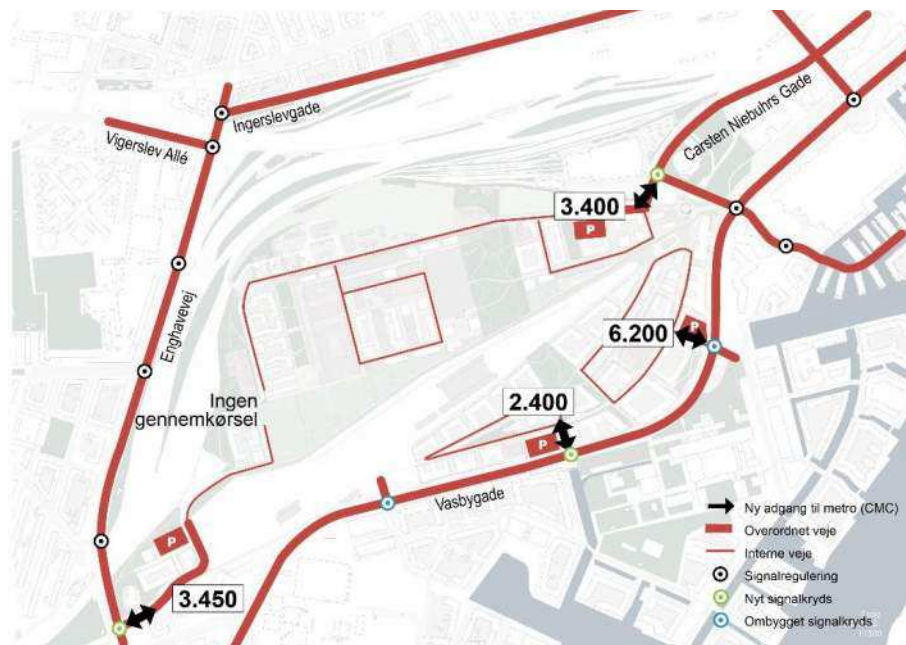 Ingerslevgade
Vigerslev Allé
Carsten Niebuhrs Gade
3.400
P
Enghavevej
P
6.200
Ingen
gennemkørsel
2.400
P
Vasbygade
P
3.450
Ny adgang til metro (CMC)
Overordnet veje
Interne veje
Signalregulering
Nyt signalkryds
Ombygget signalkryds